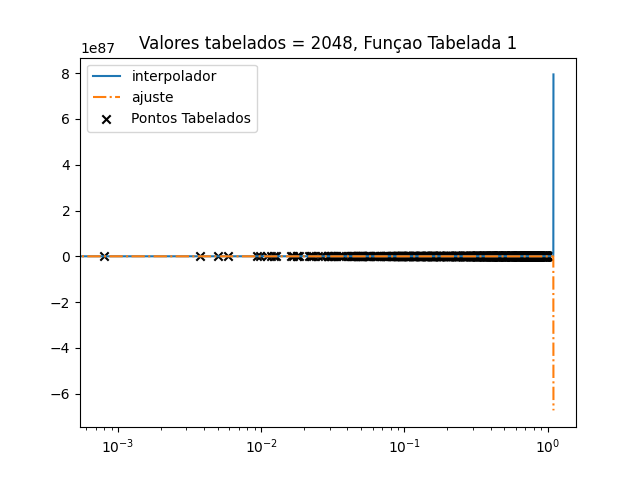 Valores tabelados = 2048, Funçao Tabelada 1
1e87
interpolador
ajuste
Pontos Tabelados
8
6
4
2
0
−2
−4
−6
10⁻³ 10⁻² 10⁻¹ 10⁰